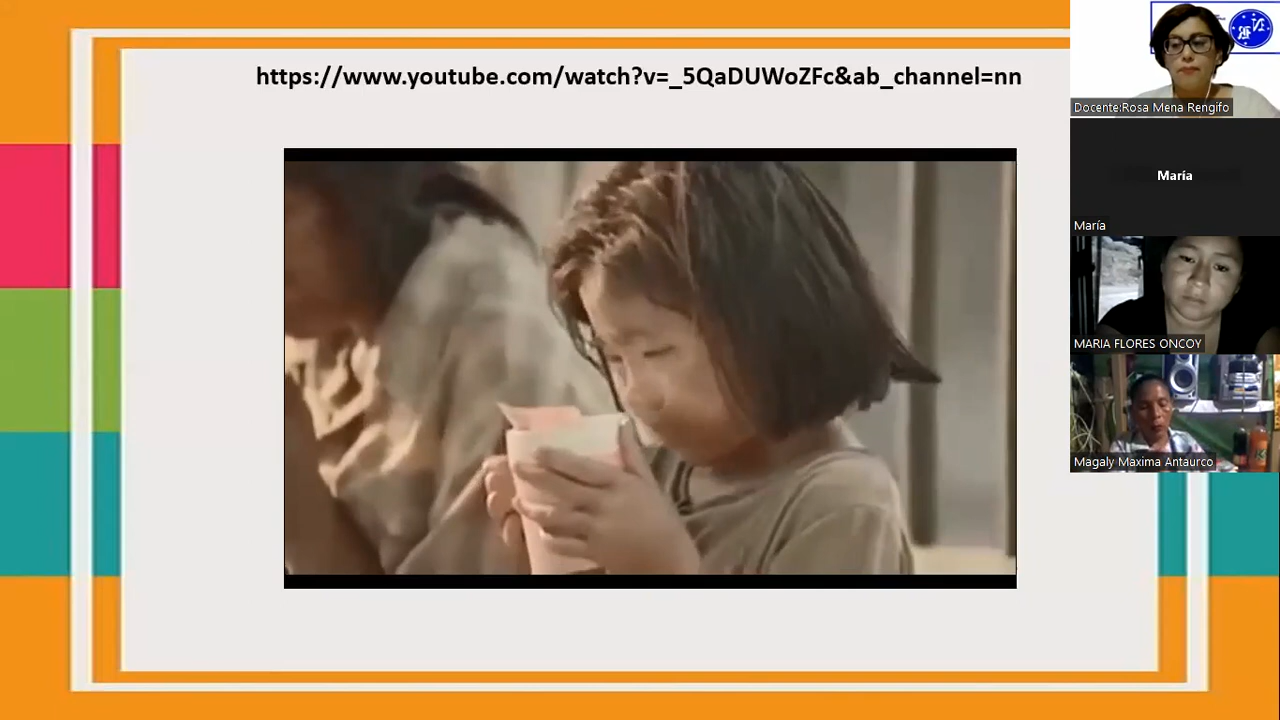 https://www.youtube.com/watch?v=_5QaDUWoZFc&ab_channel=nn
Docente:Rosa Mena Rengifo
María
María
MARIA FLORES ONCOY
Magaly Maxima Antaurco